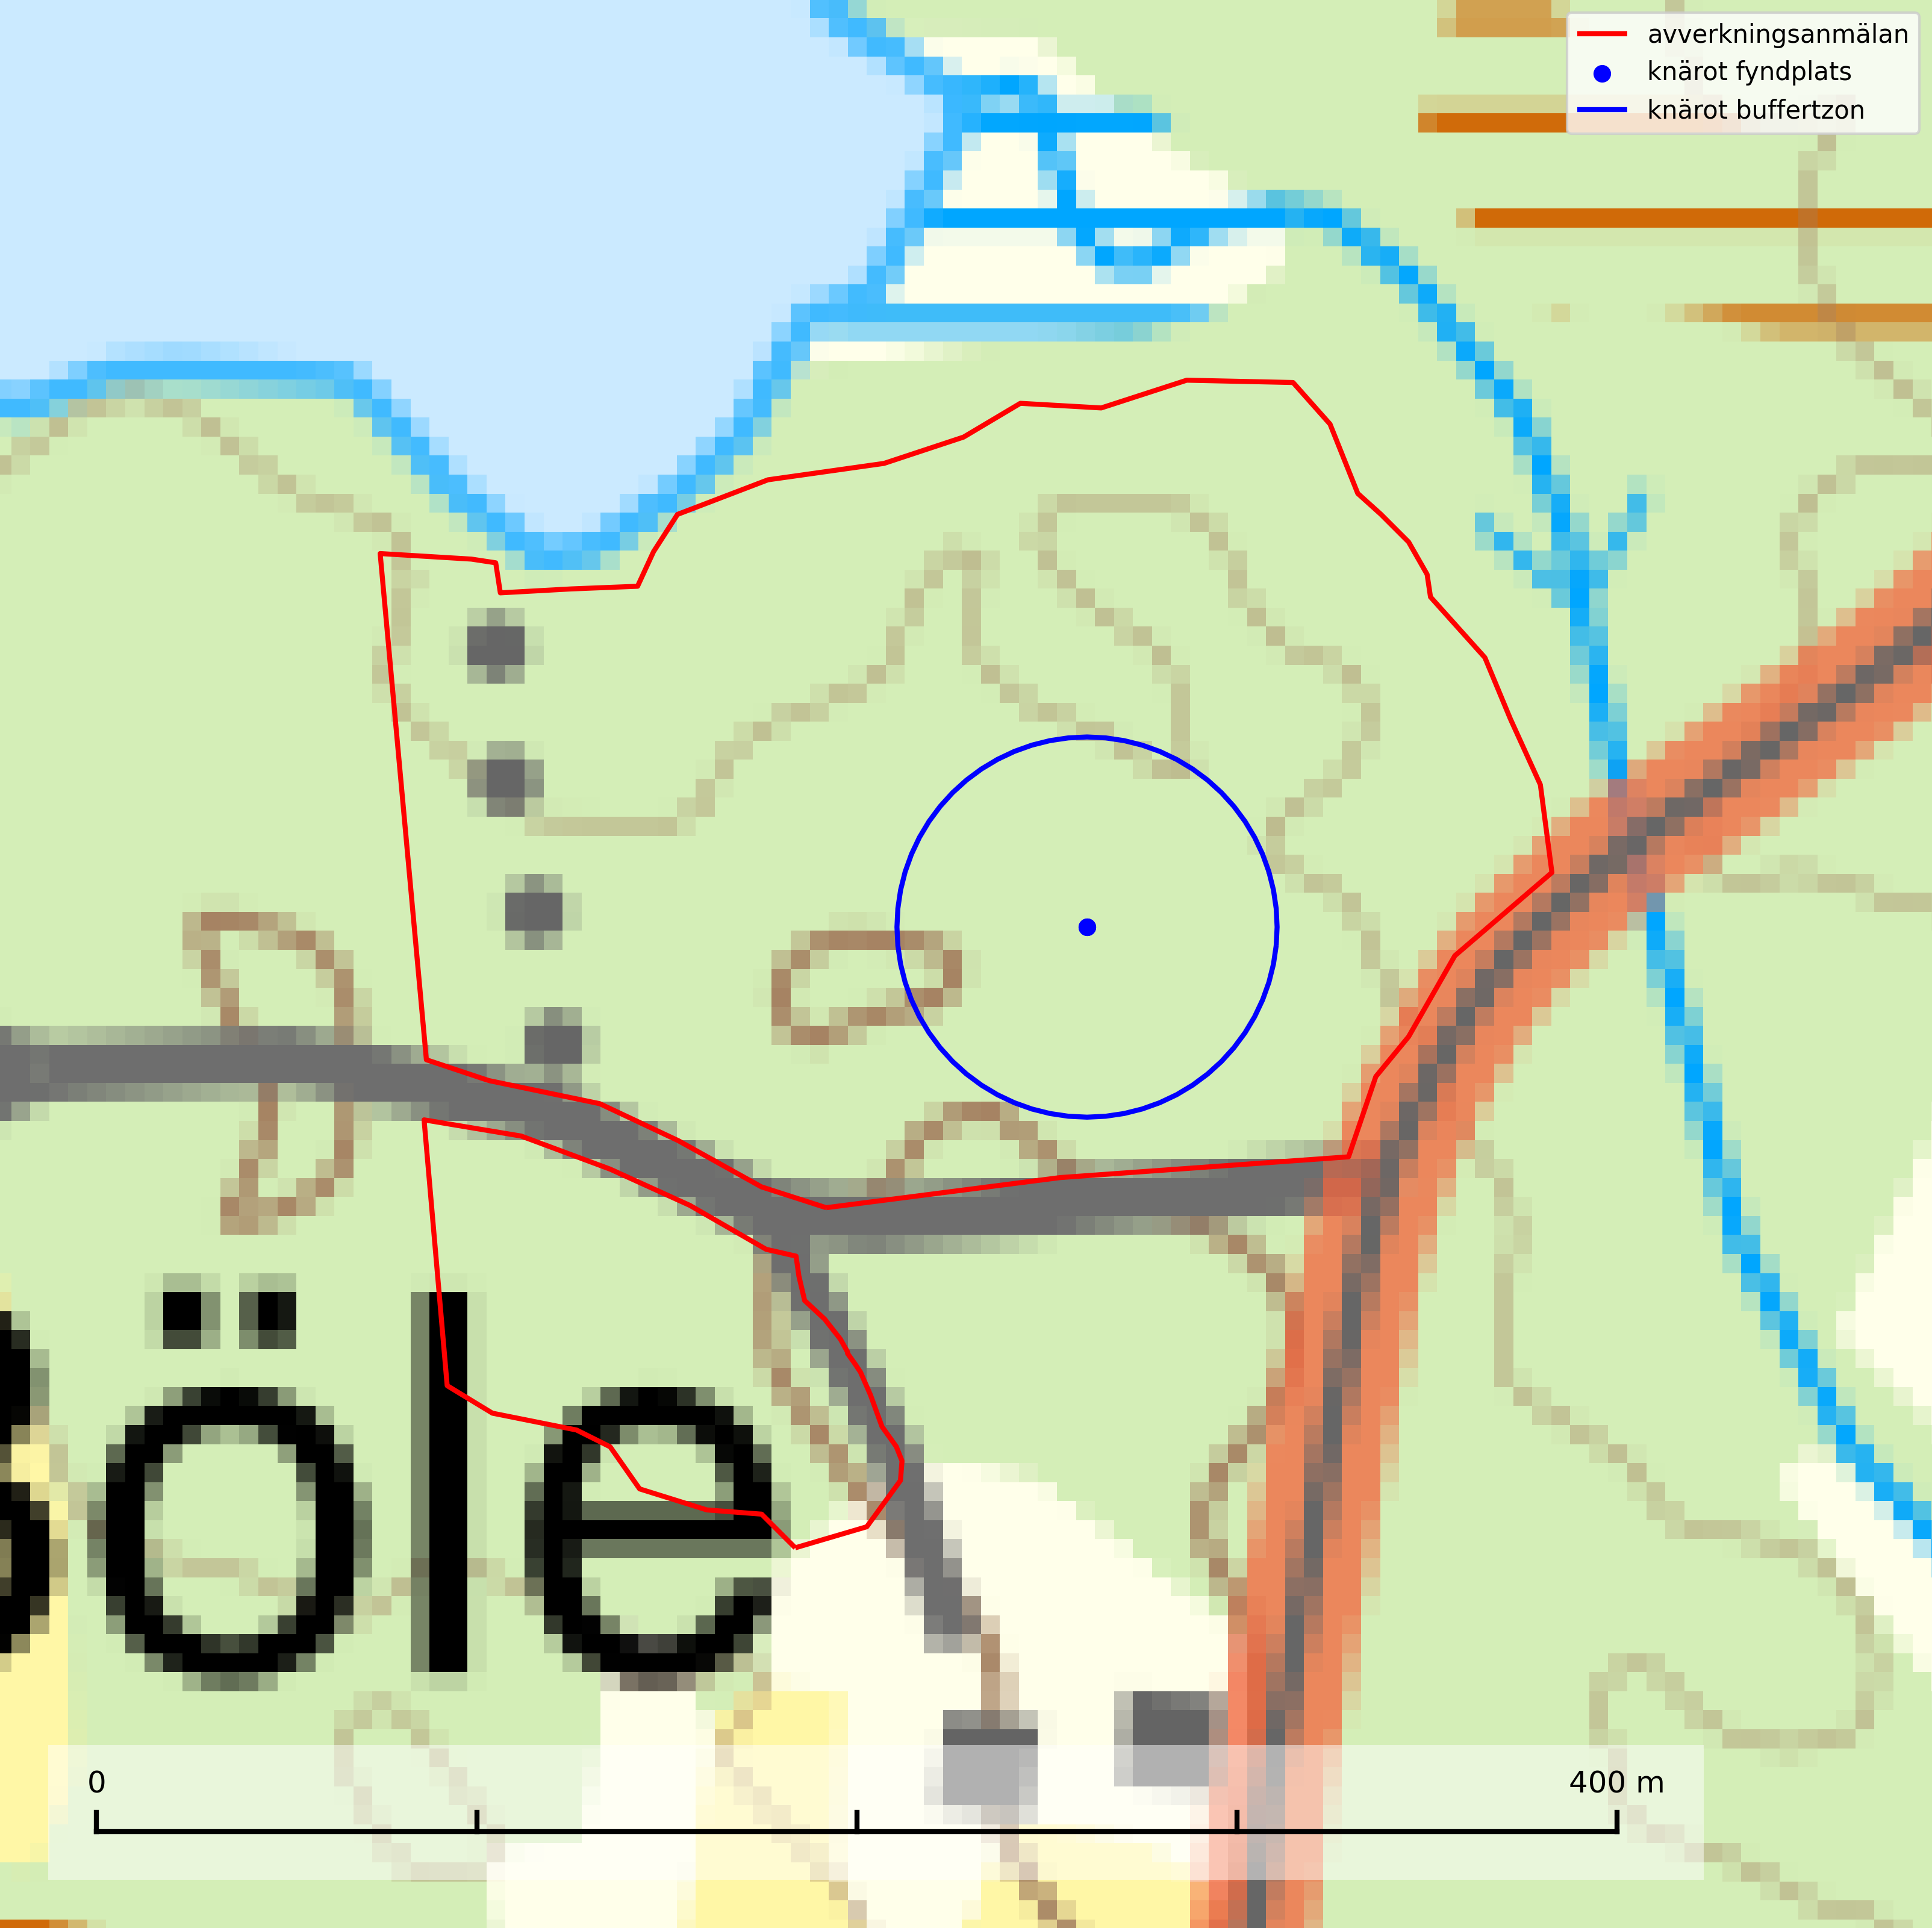 avverkningsanmälan
knärot fyndplats
knärot buffertzon
öle
0 400 m